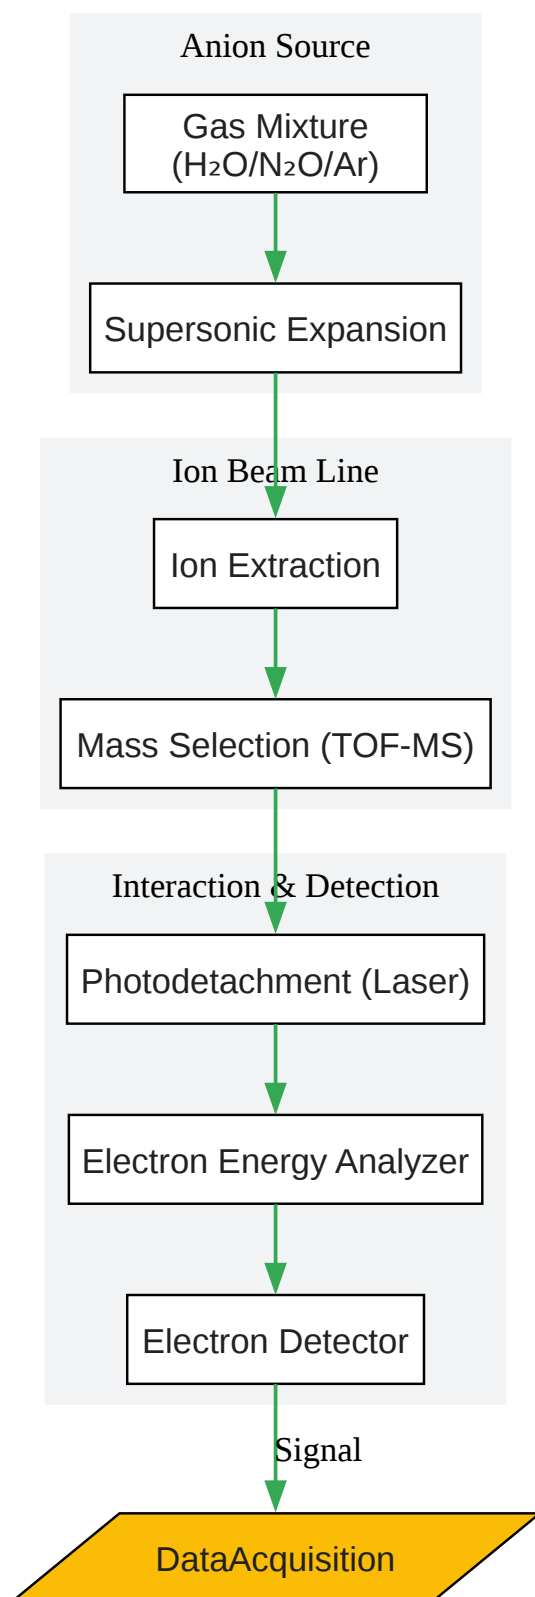 Anion Source
Gas Mixture
(H₂O/N₂O/Ar)
Supersonic Expansion
Ion Beam Line
Ion Extraction
Mass Selection (TOF-MS)
Interaction & Detection
Photodetachment (Laser)
Electron Energy Analyzer
Electron Detector
Signal
DataAcquisition